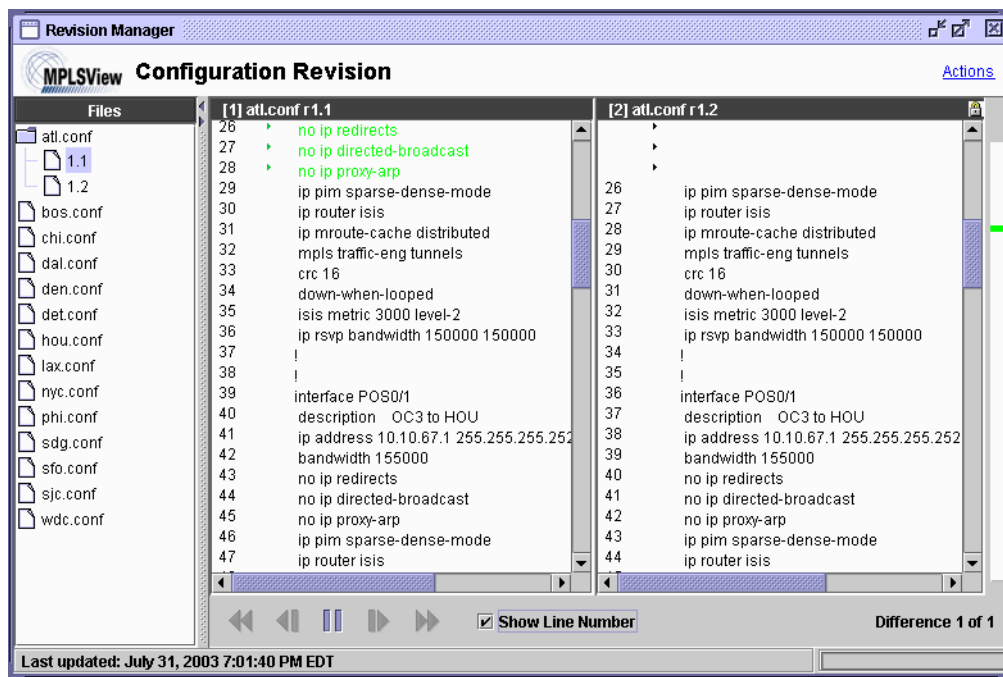 Revision Manager
MPLSView Configuration Revision
Actions
Files
atl.conf
1.1
1.2
bos.conf
chi.conf
dal.conf
den.conf
det.conf
hou.conf
lax.conf
nyc.conf
phi.conf
sdg.conf
sfo.conf
sjc.conf
wdc.conf
[1] atl.conf r1.1
26 no ip redirects
27 no ip directed-broadcast
28 no ip proxy-arp
29 ip pim sparse-dense-mode
30 ip router isis
31 ip mroute-cache distributed
32 mpls traffic-eng tunnels
33 crc 16
34 down-when-looped
35 isis metric 3000 level-2
36 ip rsvp bandwidth 150000 150000
37 !
38 !
39 interface POS0/1
40 description OC3 to HOU
41 ip address 10.10.67.1 255.255.255.252
42 bandwidth 155000
43 no ip redirects
44 no ip directed-broadcast
45 no ip proxy-arp
46 ip pim sparse-dense-mode
47 ip router isis
[2] atl.conf r1.2
26 ip pim sparse-dense-mode
27 ip router isis
28 ip mroute-cache distributed
29 mpls traffic-eng tunnels
30 crc 16
31 down-when-looped
32 isis metric 3000 level-2
33 ip rsvp bandwidth 150000 150000
34 !
35 !
36 interface POS0/1
37 description OC3 to HOU
38 ip address 10.10.67.1 255.255.255.252
39 bandwidth 155000
40 no ip redirects
41 no ip directed-broadcast
42 no ip proxy-arp
43 ip pim sparse-dense-mode
44 ip router isis
Show Line Number
Difference 1 of 1
Last updated: July 31, 2003 7:01:40 PM EDT